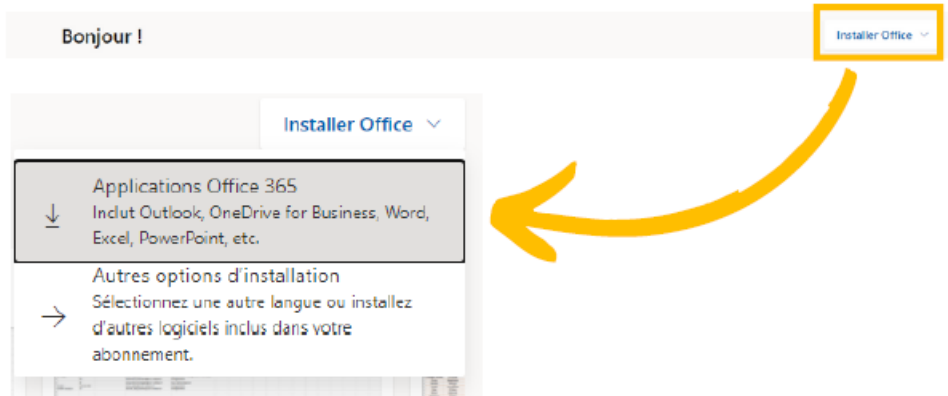 Bonjour !
Installer Office
Installer Office
Applications Office 365
Inclut Outlook, OneDrive for Business, Word,
Excel, PowerPoint, etc.
Autres options d'installation
Sélectionnez une autre langue ou installez
d'autres logiciels inclus dans votre
abonnement.